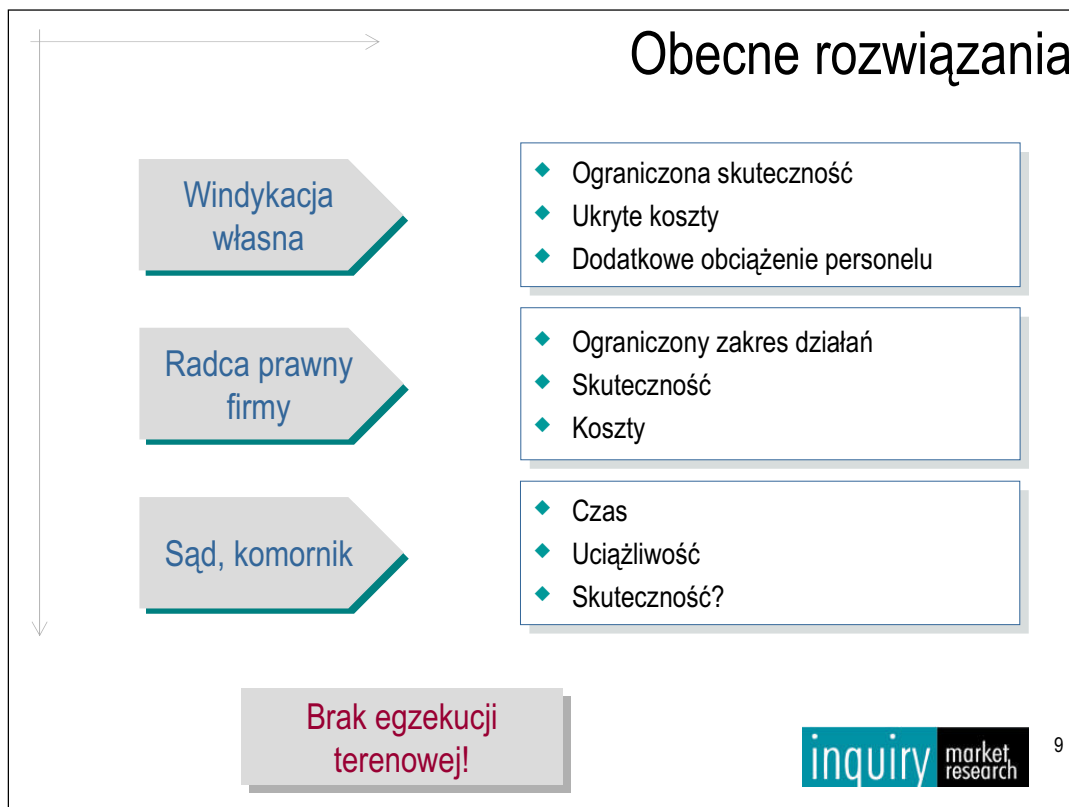 Obecne rozwiązania
Windykacja
własna
Ograniczona skuteczność
Ukryte koszty
Dodatkowe obciążenie personelu
Radca prawny
firmy
Ograniczony zakres działań
Skuteczność
Koszty
Sąd, komornik
Czas
Uciążliwość
Skuteczność?
Brak egzekucji
terenowej!
inquiry market
research
9